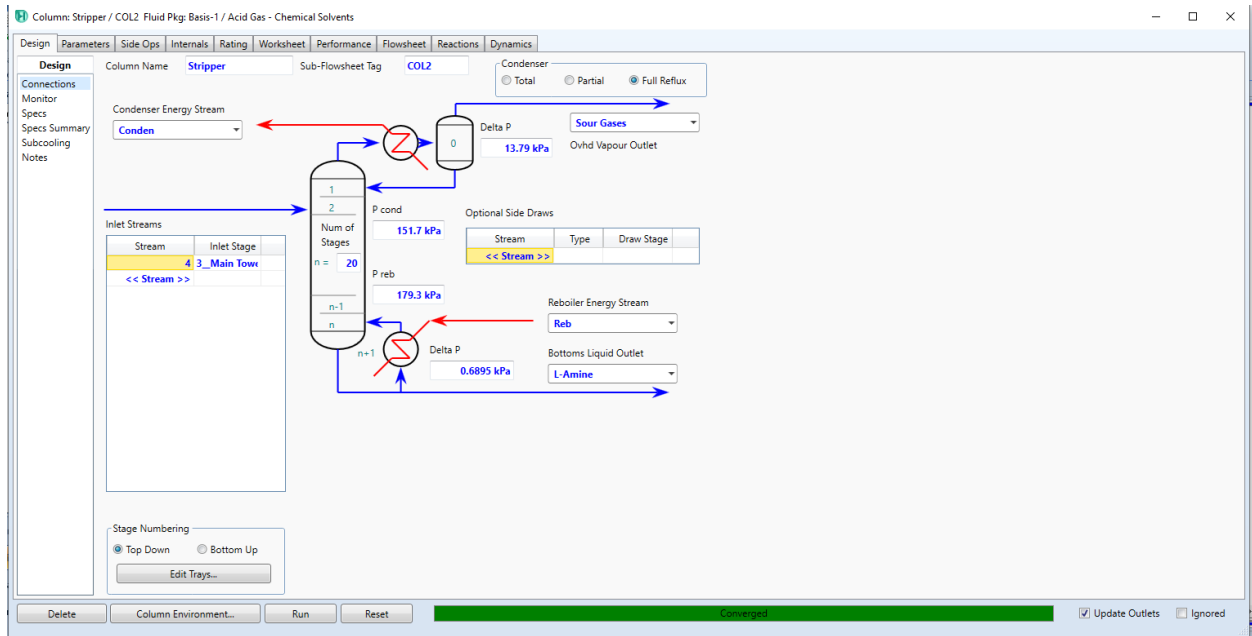 Column: Stripper / COL2 Fluid Pkg: Basis-1 / Acid Gas - Chemical Solvents
Design Parameters Side Ops Internals Rating Worksheet Performance Flowsheet Reactions Dynamics
Design
Connections
Monitor
Specs
Specs Summary
Subcooling
Notes
Column Name Stripper Sub-Flowsheet Tag COL2
Condenser
Total Partial Full Reflux
Condenser Energy Stream
Conden
Delta P
13.79 kPa
0
Sour Gases
Ovhd Vapour Outlet
1
2
Num of
Stages
n = 20
n-1
n
n+1
P cond
151.7 kPa
P reb
179.3 kPa
Inlet Streams
Stream Inlet Stage
4 3__Main Towe
<< Stream >>
Optional Side Draws
Stream Type Draw Stage
<< Stream >>
Reboiler Energy Stream
Reb
Delta P
0.6895 kPa
Bottoms Liquid Outlet
L-Amine
Stage Numbering
Top Down Bottom Up
Edit Trays...
Delete Column Environment... Run Reset Converged Update Outlets Ignored